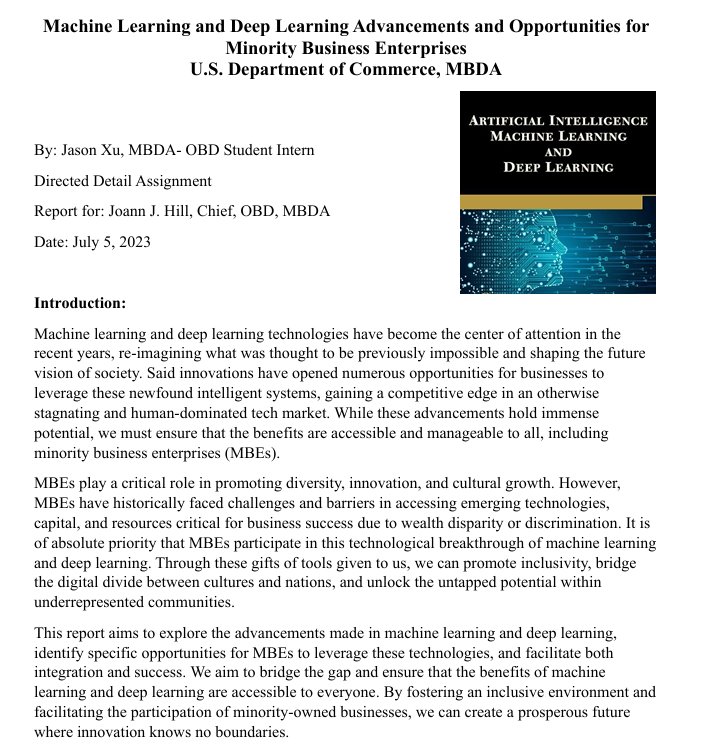 Machine Learning and Deep Learning Advancements and Opportunities for
Minority Business Enterprises
U.S. Department of Commerce, MBDA
ARTIFICIAL INTELLIGENCE
MACHINE LEARNING
AND
DEEP LEARNING
By: Jason Xu, MBDA- OBD Student Intern
Directed Detail Assignment
Report for: Joann J. Hill, Chief, OBD, MBDA
Date: July 5, 2023
Introduction:
Machine learning and deep learning technologies have become the center of attention in the
recent years, re-imagining what was thought to be previously impossible and shaping the future
vision of society. Said innovations have opened numerous opportunities for businesses to
leverage these newfound intelligent systems, gaining a competitive edge in an otherwise
stagnating and human-dominated tech market. While these advancements hold immense
potential, we must ensure that the benefits are accessible and manageable to all, including
minority business enterprises (MBEs).
MBEs play a critical role in promoting diversity, innovation, and cultural growth. However,
MBEs have historically faced challenges and barriers in accessing emerging technologies,
capital, and resources critical for business success due to wealth disparity or discrimination. It is
of absolute priority that MBEs participate in this technological breakthrough of machine learning
and deep learning. Through these gifts of tools given to us, we can promote inclusivity, bridge
the digital divide between cultures and nations, and unlock the untapped potential within
underrepresented communities.
This report aims to explore the advancements made in machine learning and deep learning,
identify specific opportunities for MBEs to leverage these technologies, and facilitate both
integration and success. We aim to bridge the gap and ensure that the benefits of machine
learning and deep learning are accessible to everyone. By fostering an inclusive environment and
facilitating the participation of minority-owned businesses, we can create a prosperous future
where innovation knows no boundaries.